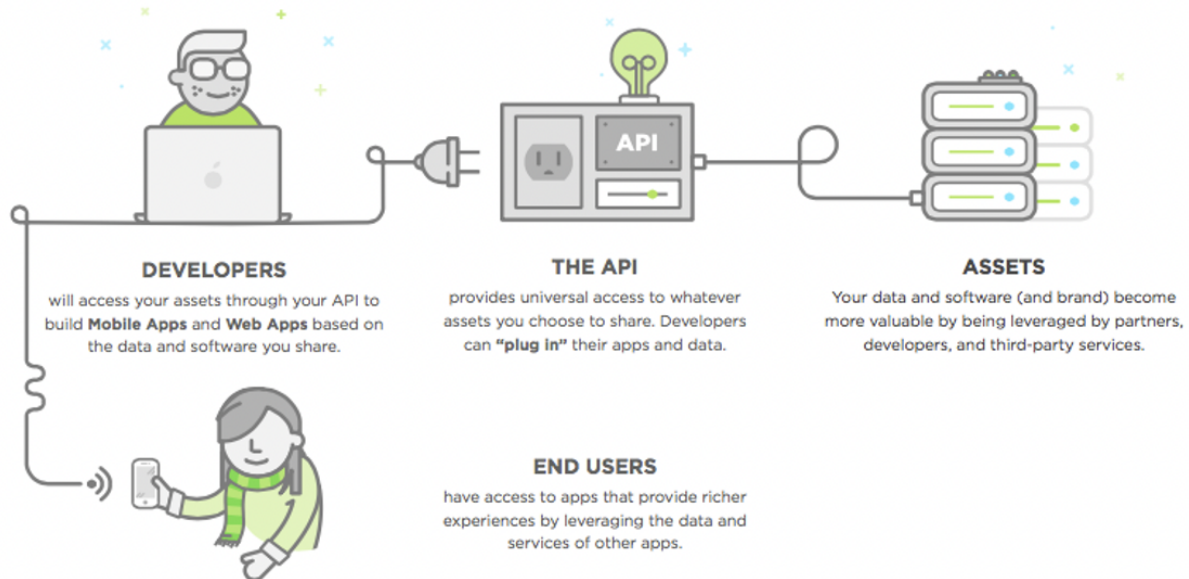 API
DEVELOPERS
will access your assets through your API to
build Mobile Apps and Web Apps based on
the data and software you share.
THE API
provides universal access to whatever
assets you choose to share. Developers
can “plug in” their apps and data.
ASSETS
Your data and software (and brand) become
more valuable by being leveraged by partners,
developers, and third-party services.
END USERS
have access to apps that provide richer
experiences by leveraging the data and
services of other apps.